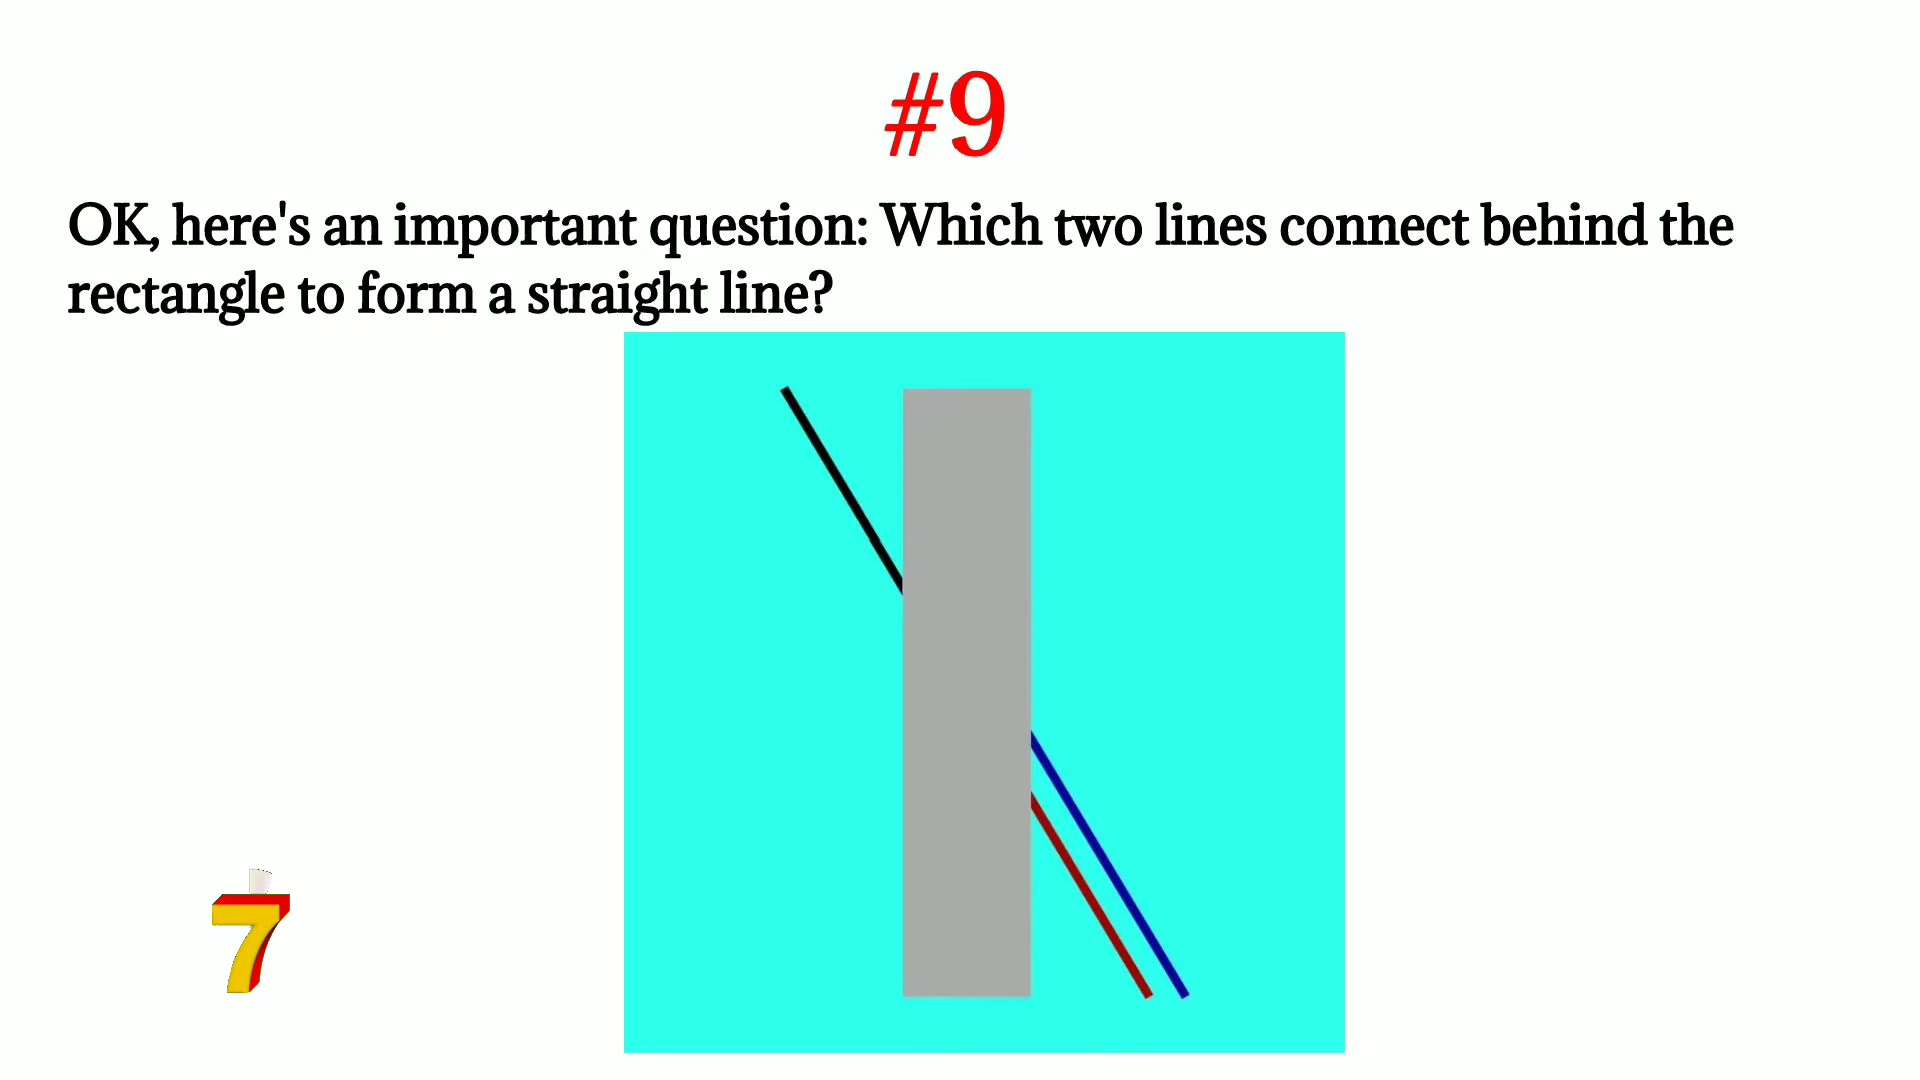 #9
OK, here's an important question: Which two lines connect behind the
rectangle to form a straight line?
7